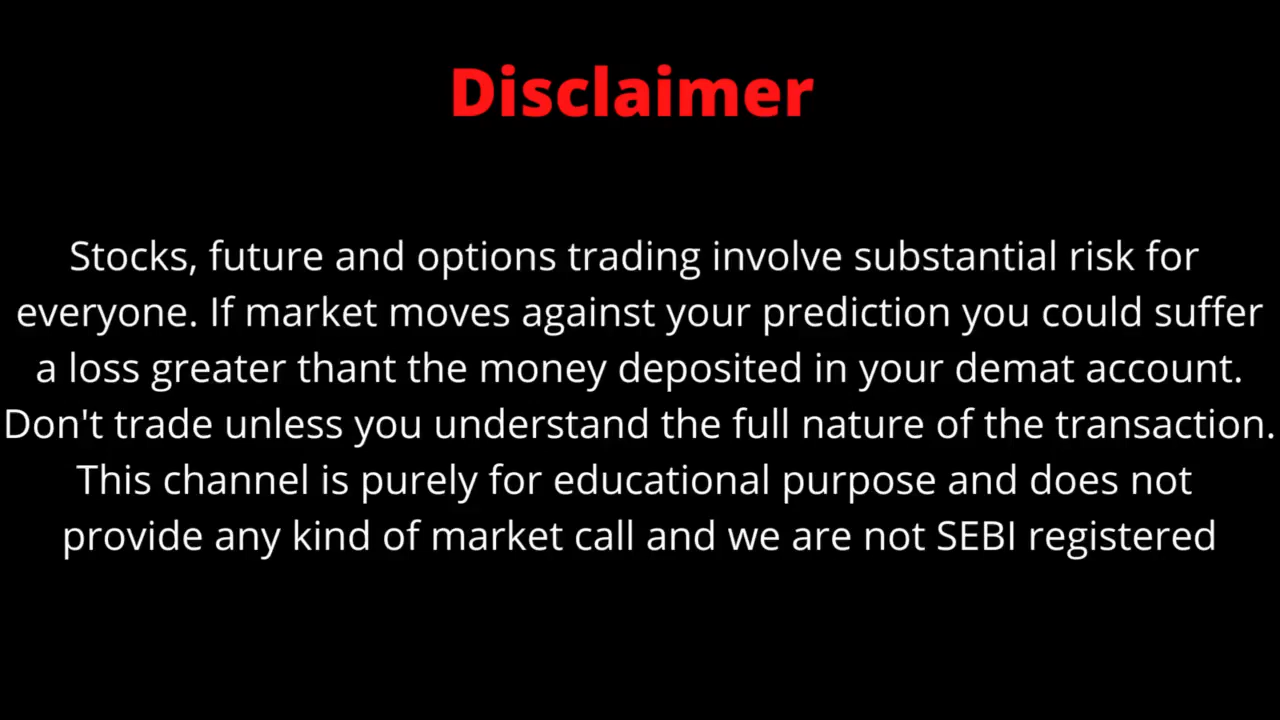 Disclaimer
Stocks, future and options trading involve substantial risk for
everyone. If market moves against your prediction you could suffer
a loss greater thant the money deposited in your demat account.
Don't trade unless you understand the full nature of the transaction.
This channel is purely for educational purpose and does not
provide any kind of market call and we are not SEBI registered